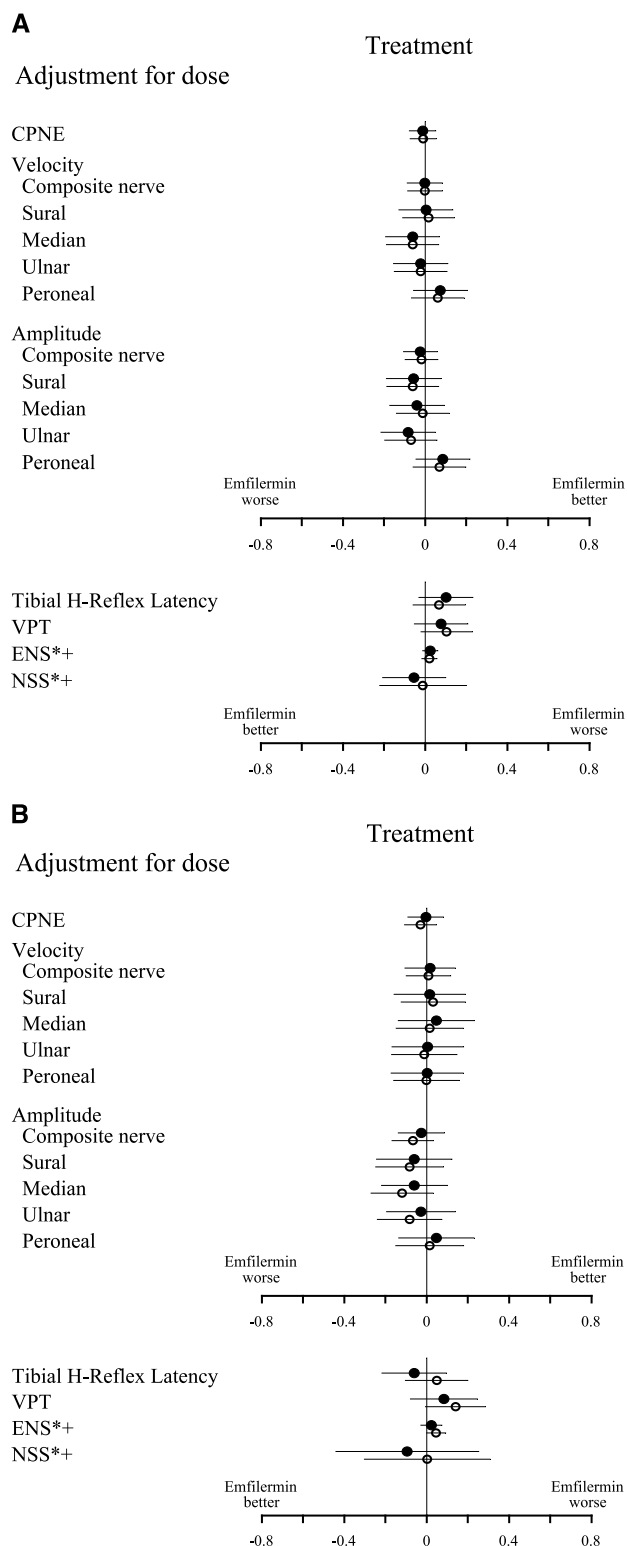 A
Treatment
Adjustment for dose
CPNE
Velocity
Composite nerve
Sural
Median
Ulnar
Peroneal
Amplitude
Composite nerve
Sural
Median
Ulnar
Peroneal
Emfilermin worse
Emfilermin better
-0.8 -0.4 0 0.4 0.8
Tibial H-Reflex Latency
VPT
ENS*+
NSS*+
Emfilermin better
Emfilermin worse
-0.8 -0.4 0 0.4 0.8
B
Treatment
Adjustment for dose
CPNE
Velocity
Composite nerve
Sural
Median
Ulnar
Peroneal
Amplitude
Composite nerve
Sural
Median
Ulnar
Peroneal
Emfilermin worse
Emfilermin better
-0.8 -0.4 0 0.4 0.8
Tibial H-Reflex Latency
VPT
ENS*+
NSS*+
Emfilermin better
Emfilermin worse
-0.8 -0.4 0 0.4 0.8